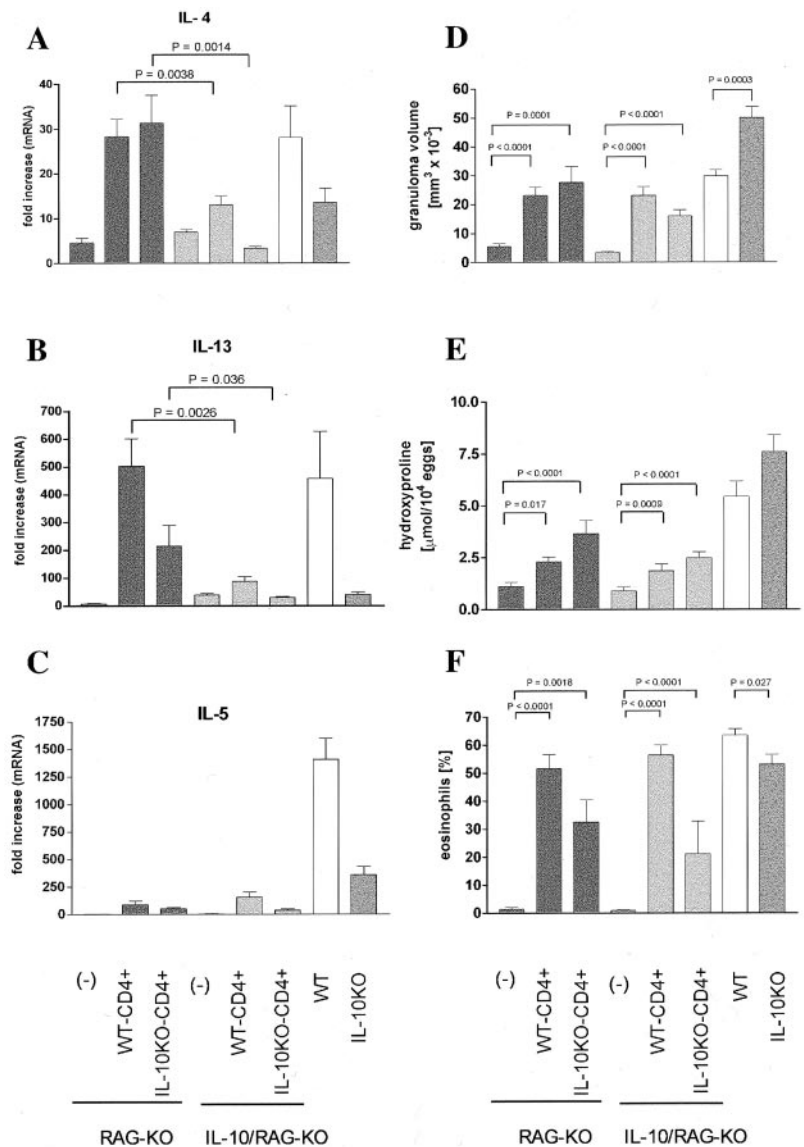 A
IL- 4
P = 0.0014
P = 0.0038
fold increase (mRNA)
40
30
20
10
0
B
IL-13
P = 0.036
P = 0.0026
fold increase (mRNA)
700
600
500
400
300
200
100
0
C
IL-5
fold increase (mRNA)
1750
1500
1250
1000
750
500
250
0
(-)
WT-CD4+
IL-10KO-CD4+
(-)
WT-CD4+
IL-10KO-CD4+
WT
IL-10KO
RAG-KO
IL-10/RAG-KO
D
P = 0.0003
P = 0.0001
P < 0.0001
P < 0.0001
P < 0.0001
granuloma volume
[mm³ x 10⁻³]
60
50
40
30
20
10
0
E
P < 0.0001
P = 0.017
P < 0.0001
P = 0.0009
hydroxyproline
[μmol/10⁴ eggs]
10.0
7.5
5.0
2.5
0.0
F
P = 0.0018
P < 0.0001
P < 0.0001
P < 0.0001
P = 0.027
eosinophils [%]
70
60
50
40
30
20
10
0
(-)
WT-CD4+
IL-10KO-CD4+
(-)
WT-CD4+
IL-10KO-CD4+
WT
IL-10KO
RAG-KO
IL-10/RAG-KO